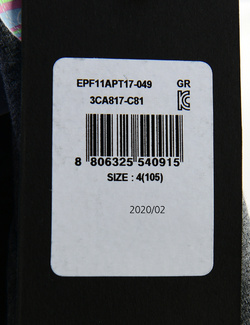 EPF11APT17-049 GR
3CA817-C81
8 806325 540915
SIZE : 4(105)
2020/02